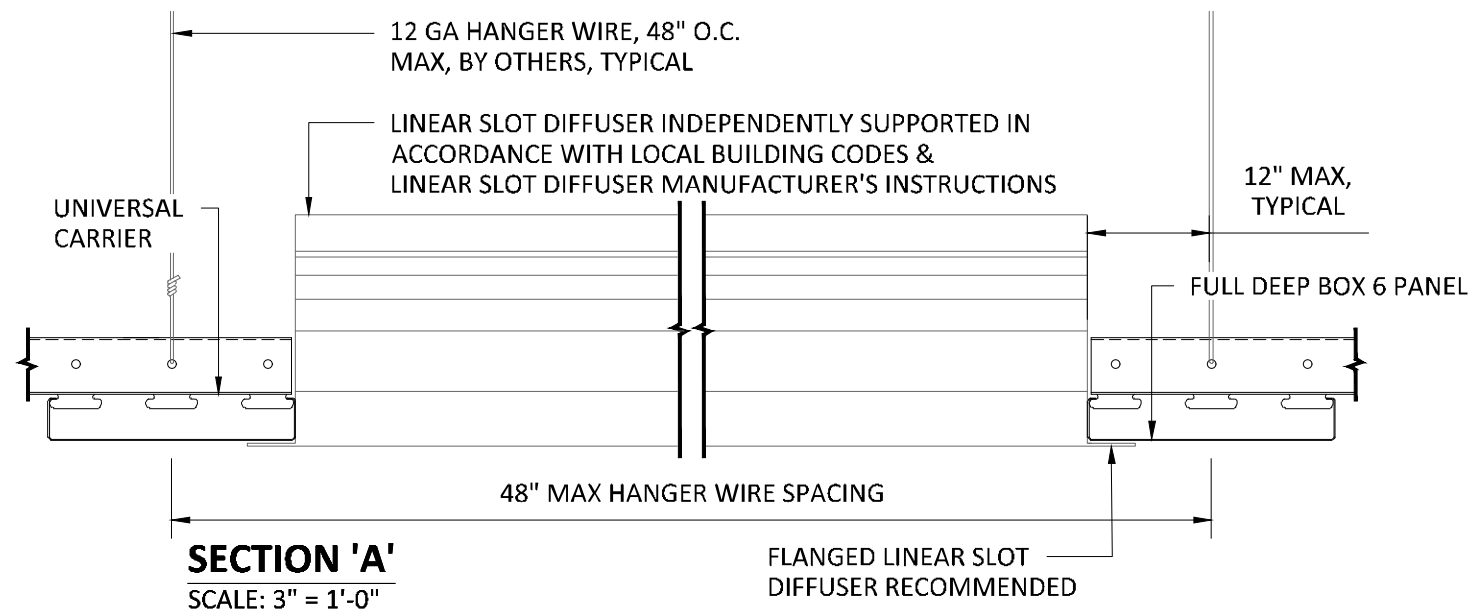 12 GA HANGER WIRE, 48" O.C.
MAX, BY OTHERS, TYPICAL
LINEAR SLOT DIFFUSER INDEPENDENTLY SUPPORTED IN
ACCORDANCE WITH LOCAL BUILDING CODES &
LINEAR SLOT DIFFUSER MANUFACTURER'S INSTRUCTIONS
12" MAX,
TYPICAL
UNIVERSAL
CARRIER
FULL DEEP BOX 6 PANEL
48" MAX HANGER WIRE SPACING
SECTION 'A'
SCALE: 3" = 1'-0"
FLANGED LINEAR SLOT
DIFFUSER RECOMMENDED